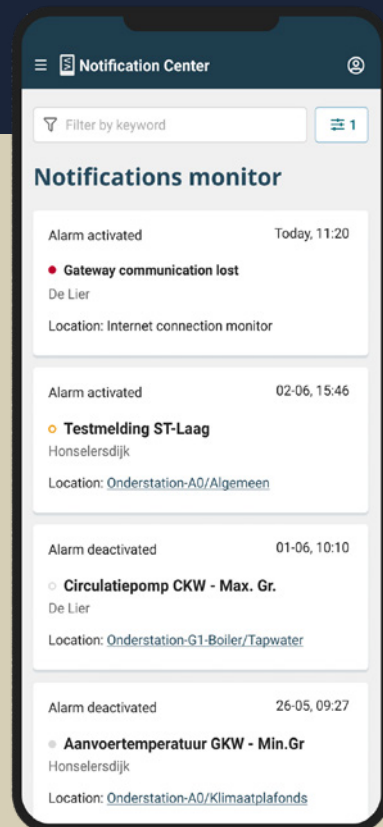 Notification Center
Filter by keyword
1
Notifications monitor
Alarm activated Today, 11:20
Gateway communication lost
De Lier
Location: Internet connection monitor
Alarm activated 02-06, 15:46
Testmelding ST-Laag
Honselersdijk
Location: Onderstation-A0/Algemeen
Alarm deactivated 01-06, 10:10
Circulatiepomp CKW - Max. Gr.
De Lier
Location: Onderstation-G1-Boiler/Tapwater
Alarm deactivated 26-05, 09:27
Aanvoertemperatuur GKW - Min.Gr
Honselersdijk
Location: Onderstation-A0/Klimaatplafonds